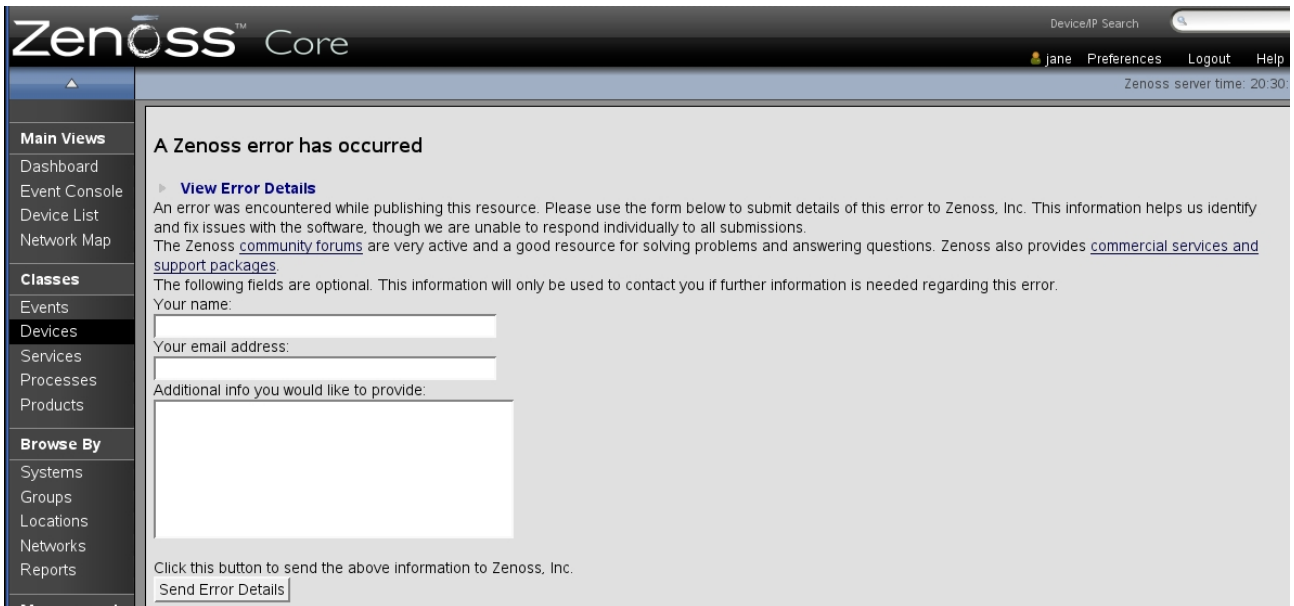 Zenoss™ Core
Device/IP Search
jane Preferences Logout Help
Zenoss server time: 20:30:
Main Views
Dashboard
Event Console
Device List
Network Map
Classes
Events
Devices
Services
Processes
Products
Browse By
Systems
Groups
Locations
Networks
Reports
A Zenoss error has occurred
View Error Details
An error was encountered while publishing this resource. Please use the form below to submit details of this error to Zenoss, Inc. This information helps us identify
and fix issues with the software, though we are unable to respond individually to all submissions.
The Zenoss community forums are very active and a good resource for solving problems and answering questions. Zenoss also provides commercial services and
support packages.
The following fields are optional. This information will only be used to contact you if further information is needed regarding this error.
Your name:
Your email address:
Additional info you would like to provide:
Click this button to send the above information to Zenoss, Inc.
Send Error Details